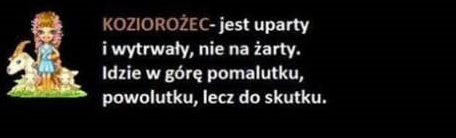 KOZIOROŻEC- jest uparty
i wytrwały, nie na żarty.
Idzie w górę pomalutku,
powolutku, lecz do skutku.